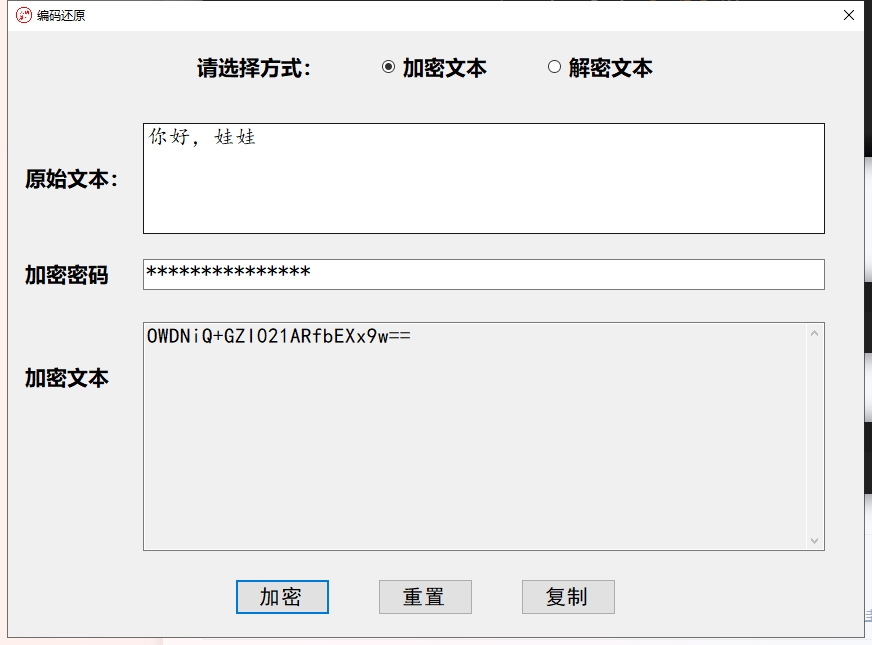 编码还原
请选择方式： 加密文本 解密文本
原始文本： 你好，娃娃
加密密码 ***************
加密文本 OWDNiQ+GZI021ARfbEXx9w==
加密 重置 复制